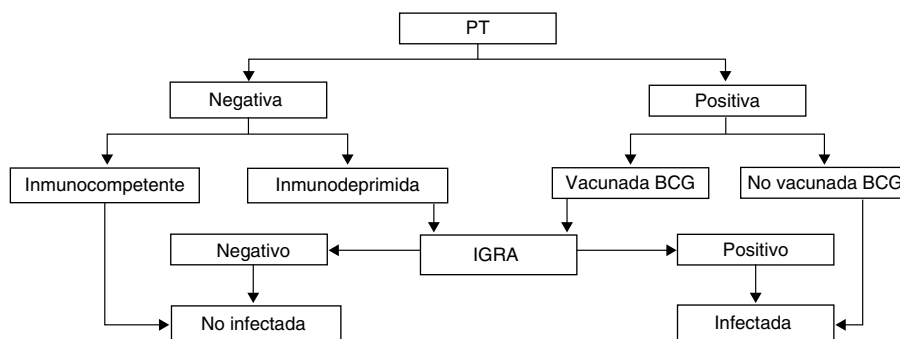 PT
Negativa
Positiva
Inmunocompetente
Inmunodeprimida
Vacunada BCG
No vacunada BCG
Negativo
IGRA
Positivo
No infectada
Infectada